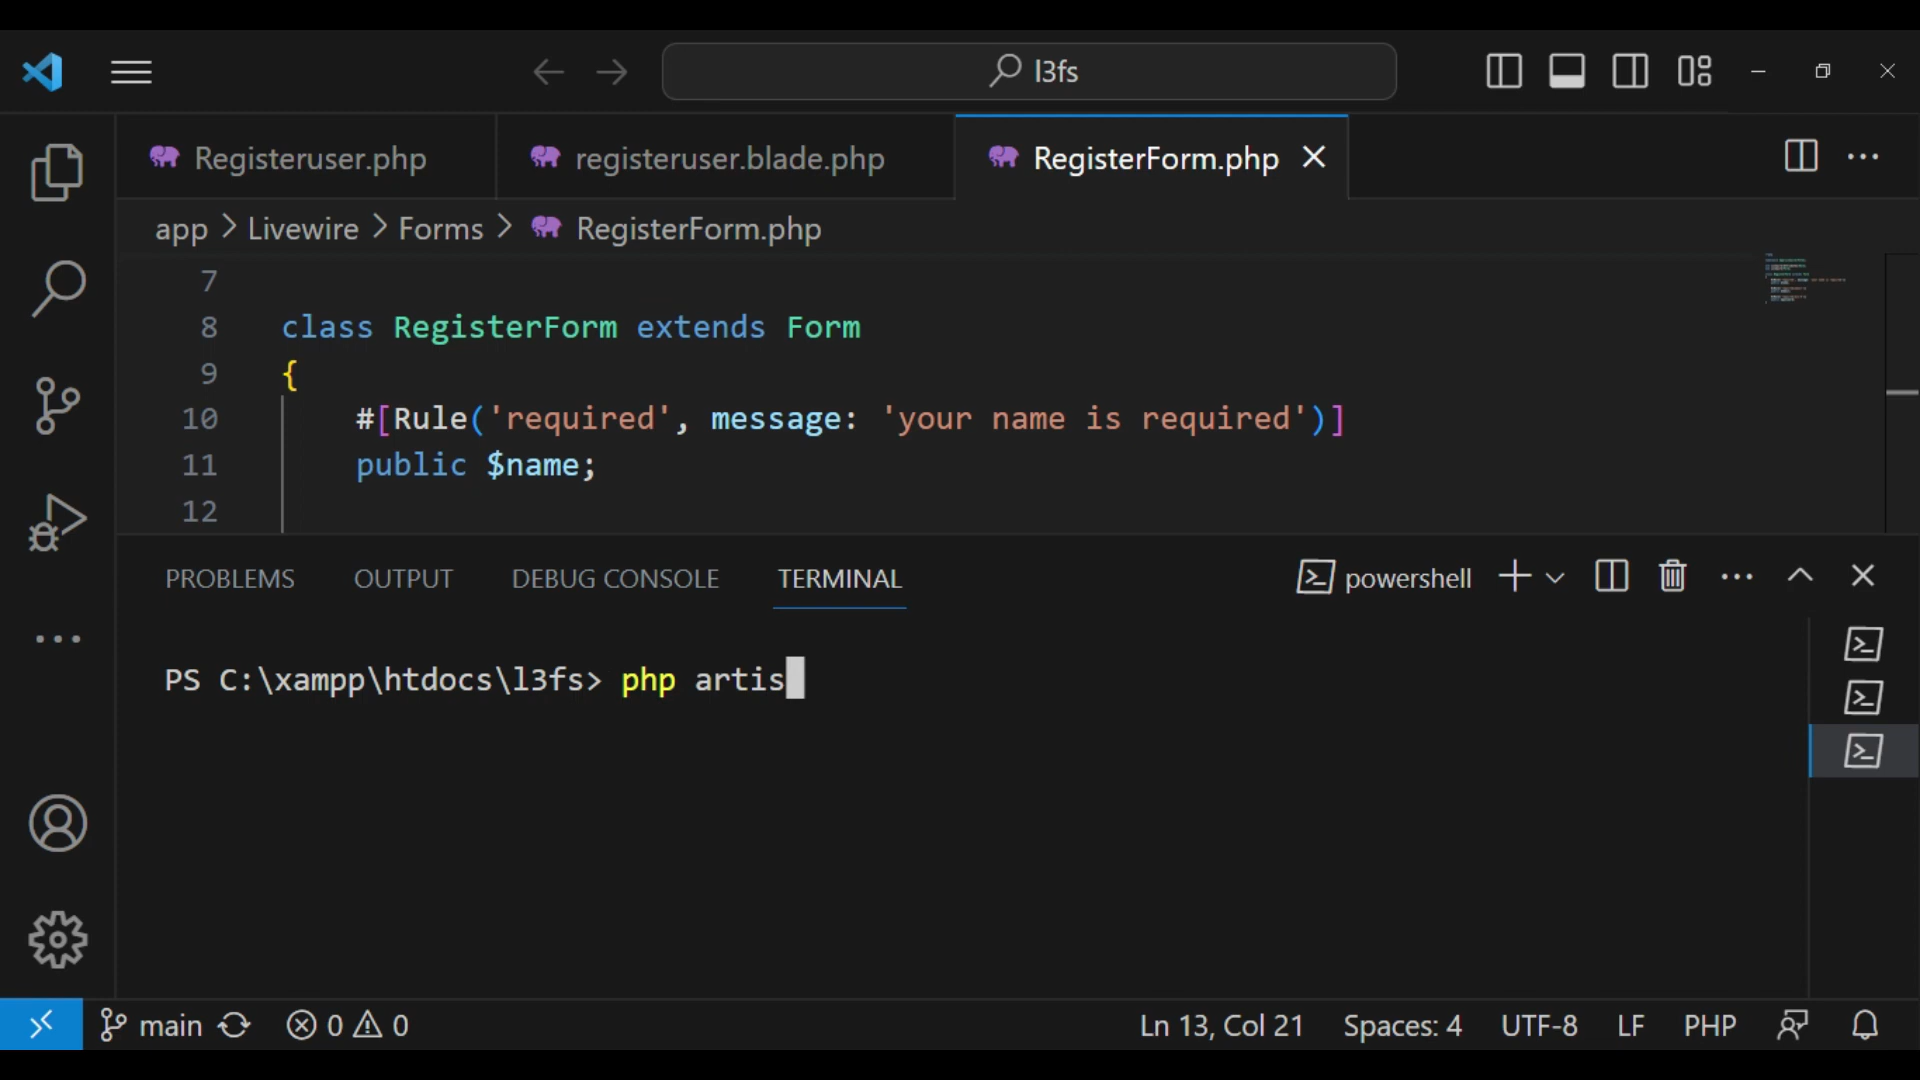 l3fs
Registeruser.php registeruser.blade.php RegisterForm.php
app > Livewire > Forms > RegisterForm.php
7
8 class RegisterForm extends Form
9 {
10 #[Rule('required', message: 'your name is required')]
11 public $name;
12
PROBLEMS OUTPUT DEBUG CONSOLE TERMINAL powershell
PS C:\xampp\htdocs\l3fs> php artis
main 0 0 Ln 13, Col 21 Spaces: 4 UTF-8 LF PHP